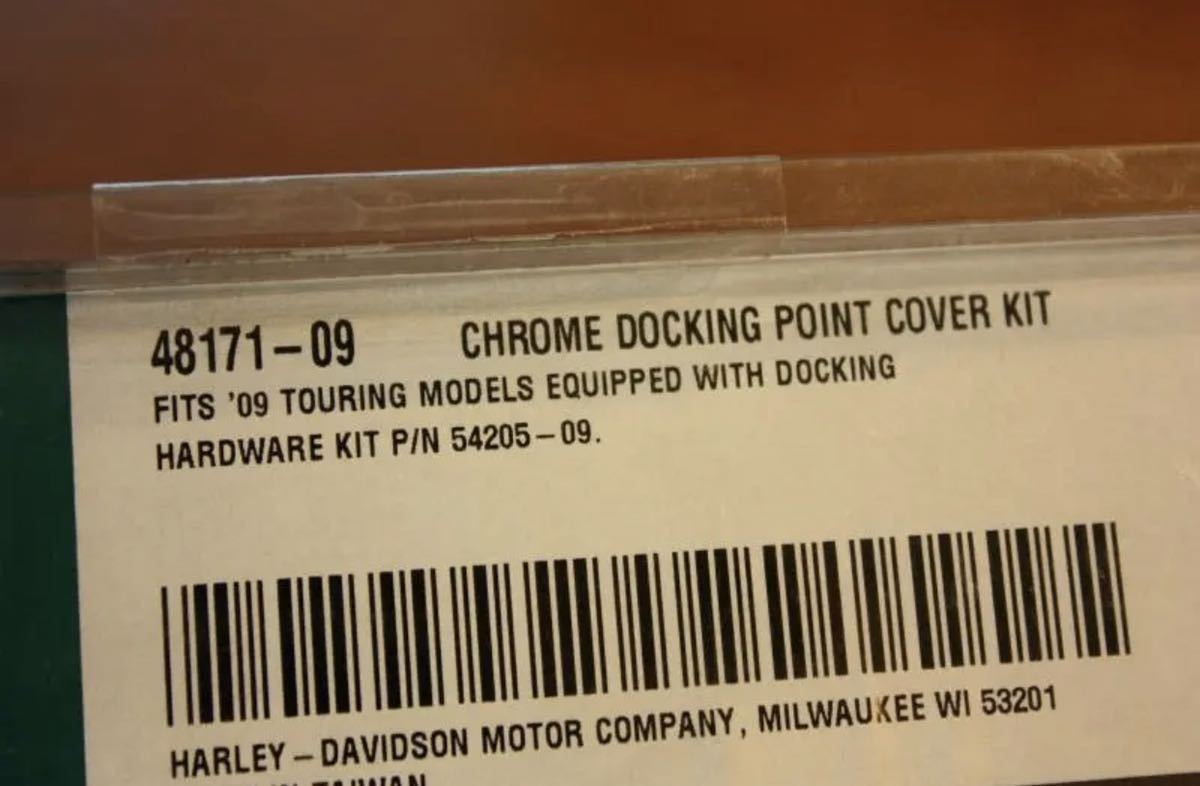 48171-09 CHROME DOCKING POINT COVER KIT
FITS '09 TOURING MODELS EQUIPPED WITH DOCKING
HARDWARE KIT P/N 54205-09.
HARLEY-DAVIDSON MOTOR COMPANY, MILWAUKEE WI 53201
TAIWAN